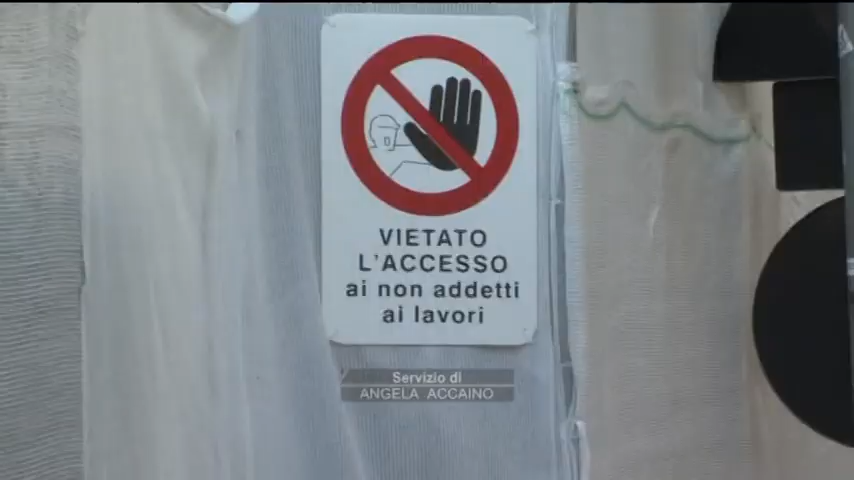 VIETATO
L'ACCESSO
ai non addetti
ai lavori
Servizio di
ANGELA ACCAINO